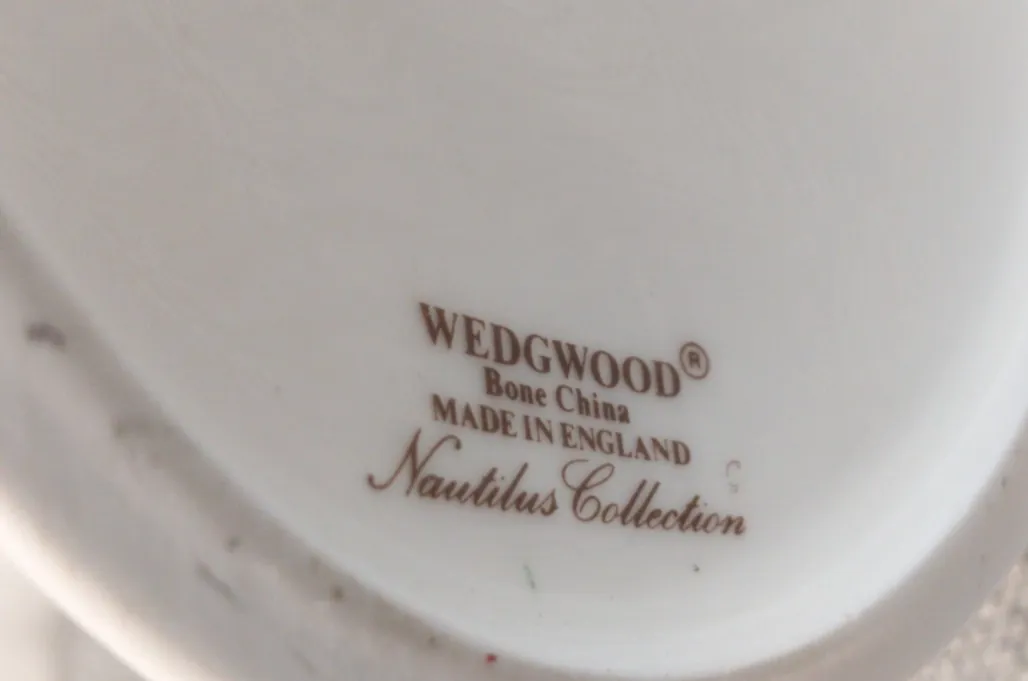 WEDGWOOD®
Bone China
MADE IN ENGLAND
Nautilus Collection